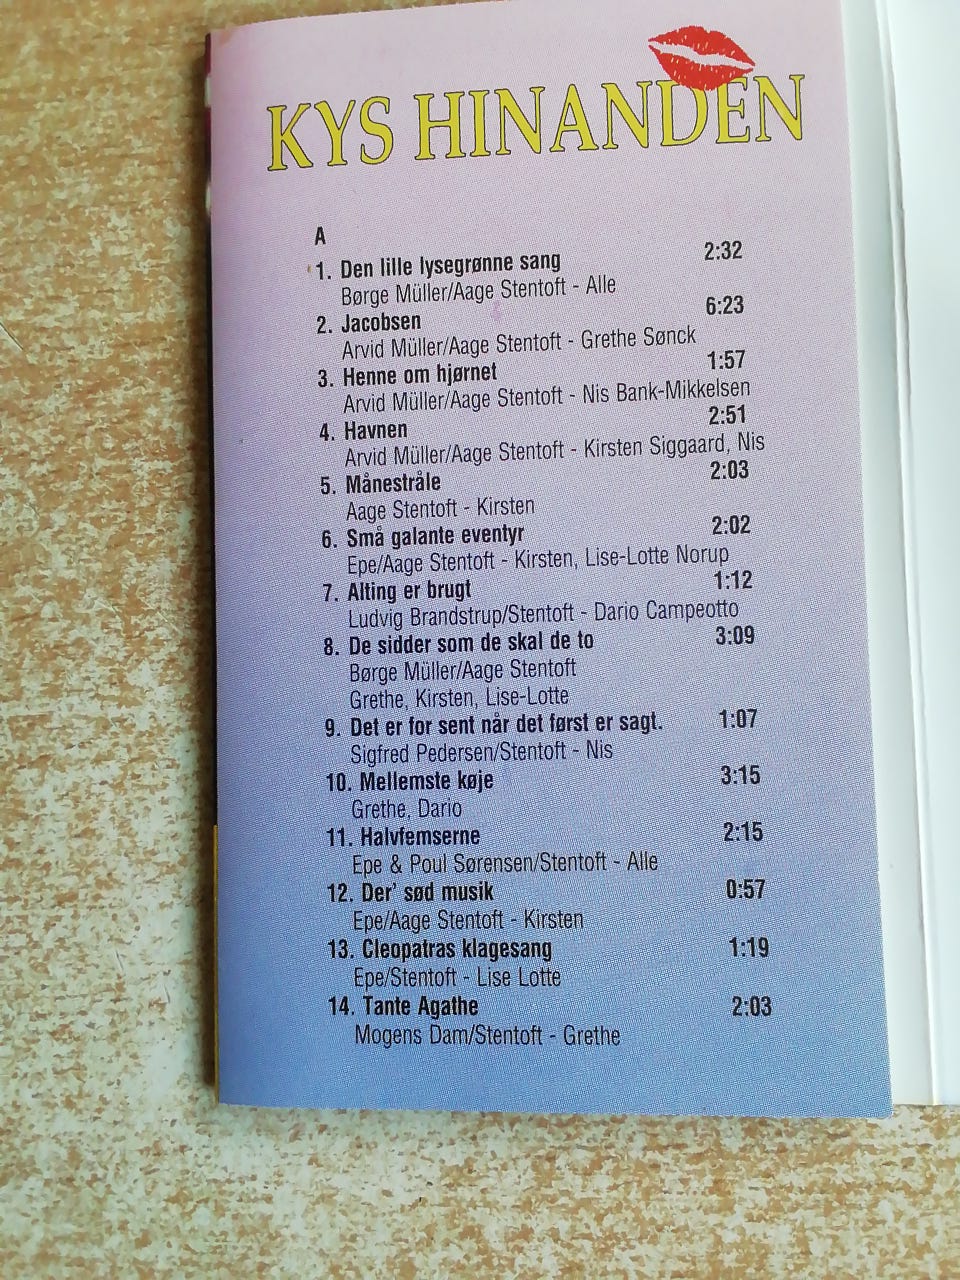 KYS HINANDEN
A
1. Den lille lysegrønne sang 2:32
Børge Müller/Aage Stentoft - Alle
2. Jacobsen 6:23
Arvid Müller/Aage Stentoft - Grethe Sønck
3. Henne om hjørnet 1:57
Arvid Müller/Aage Stentoft - Nis Bank-Mikkelsen
4. Havnen 2:51
Arvid Müller/Aage Stentoft - Kirsten Siggaard, Nis
5. Månestråle 2:03
Aage Stentoft - Kirsten
6. Små galante eventyr 2:02
Epe/Aage Stentoft - Kirsten, Lise-Lotte Norup
7. Alting er brugt 1:12
Ludvig Brandstrup/Stentoft - Dario Campeotto
8. De sidder som de skal de to 3:09
Børge Müller/Aage Stentoft
Grethe, Kirsten, Lise-Lotte
9. Det er for sent når det først er sagt. 1:07
Sigfred Pedersen/Stentoft - Nis
10. Mellemste køje 3:15
Grethe, Dario
11. Halvfemserne 2:15
Epe & Poul Sørensen/Stentoft - Alle
12. Der' sød musik 0:57
Epe/Aage Stentoft - Kirsten
13. Cleopatras klagesang 1:19
Epe/Stentoft - Lise Lotte
14. Tante Agathe 2:03
Mogens Dam/Stentoft - Grethe